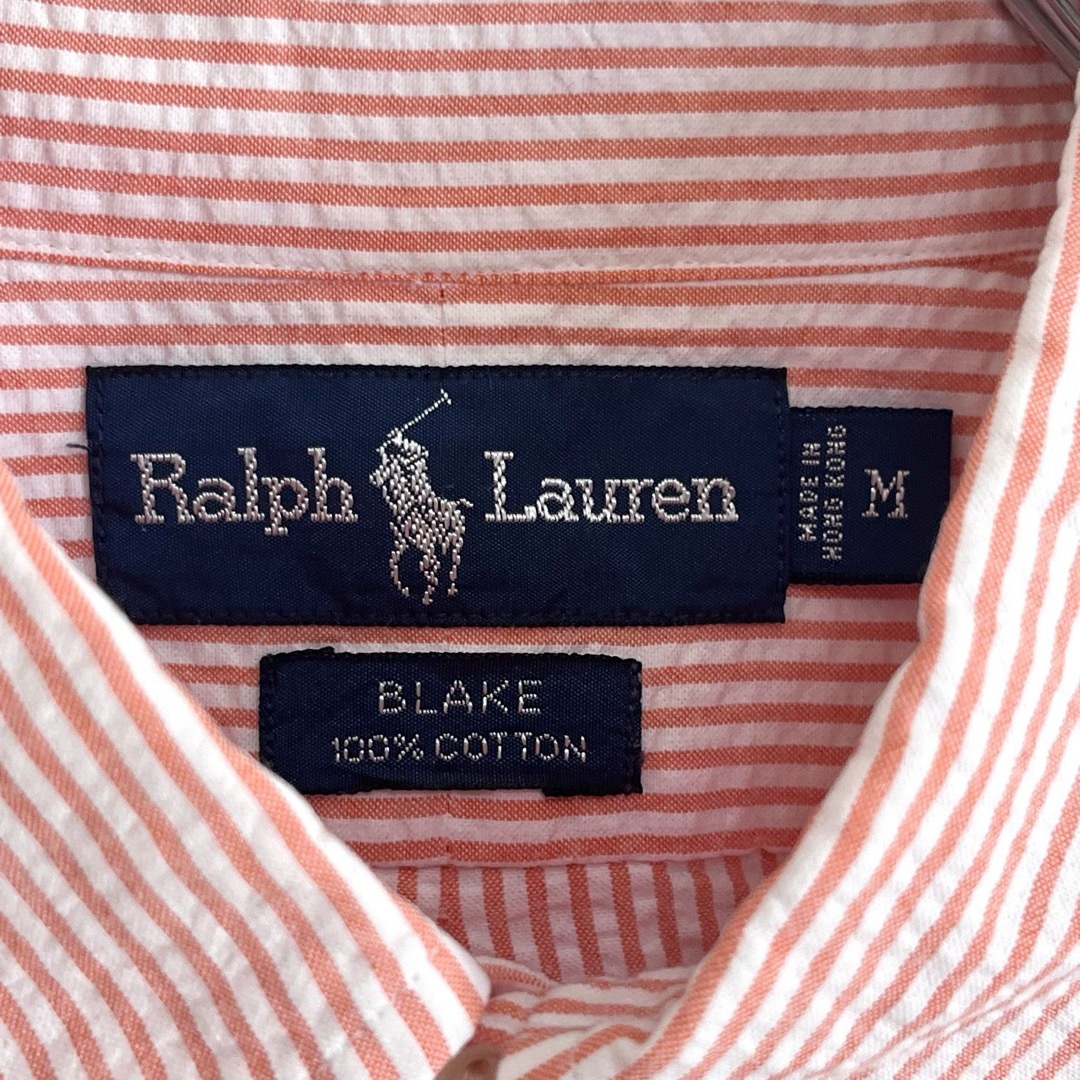 Ralph Lauren
MADE IN
HONG KONG
M
BLAKE
100% COTTON